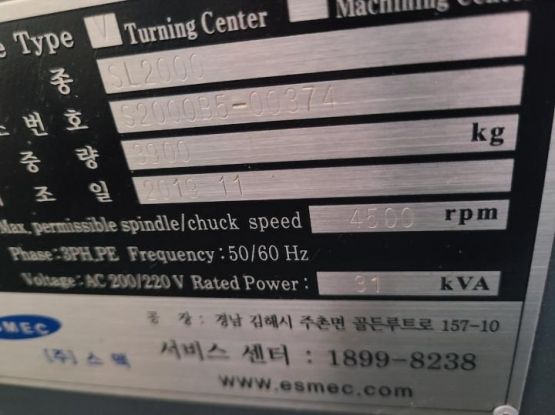 e Type V Turning Center Machining Cente
종 SL2000
번 호 S2000B5-00374
중 량 3900 kg
조 일 2019 11
Max. permissible spindle/chuck speed 4500 rpm
Phase:3PH.PE Frequency:50/60 Hz
Voltage:AC 200/220 V Rated Power: 31 kVA
SMEC 공 장 : 경남 김해시 주촌면 골든루트로 157-10
(주) 스맥 서비스 센터 : 1899-8238
www.esmec.com